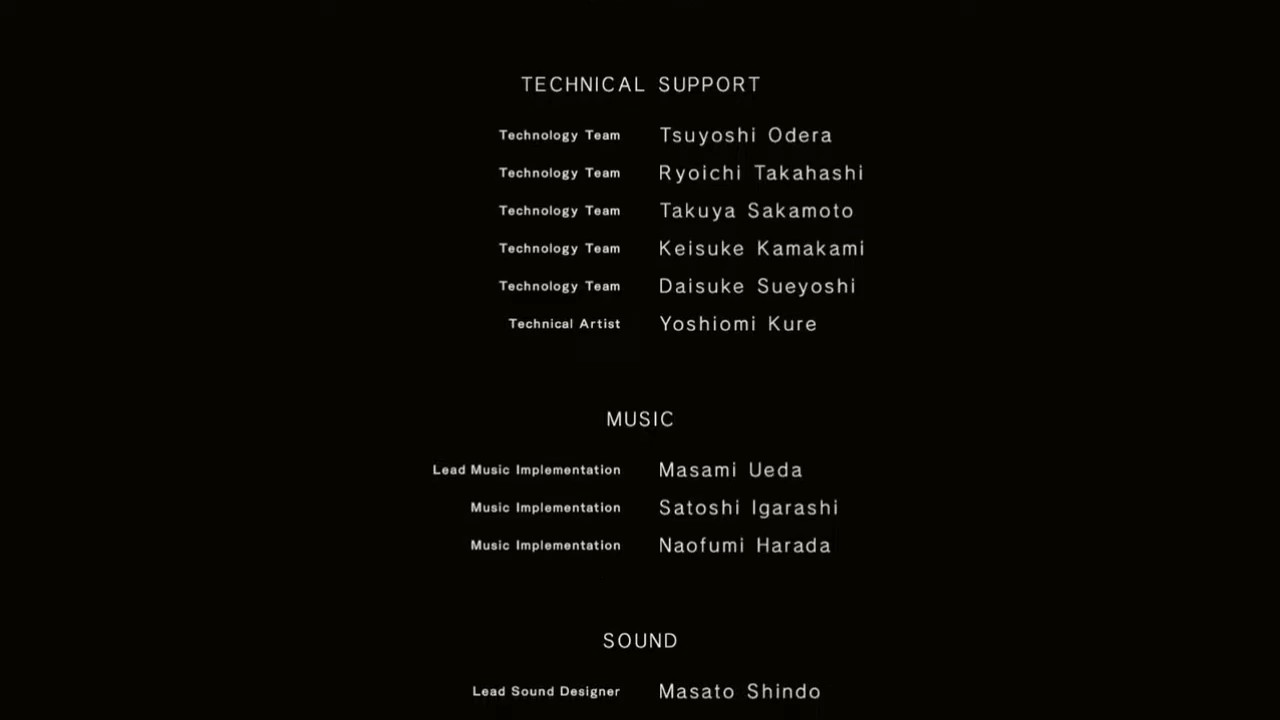 TECHNICAL SUPPORT
Technology Team Tsuyoshi Odera
Technology Team Ryoichi Takahashi
Technology Team Takuya Sakamoto
Technology Team Keisuke Kamakami
Technology Team Daisuke Sueyoshi
Technical Artist Yoshiomi Kure
MUSIC
Lead Music Implementation Masami Ueda
Music Implementation Satoshi Igarashi
Music Implementation Naofumi Harada
SOUND
Lead Sound Designer Masato Shindo